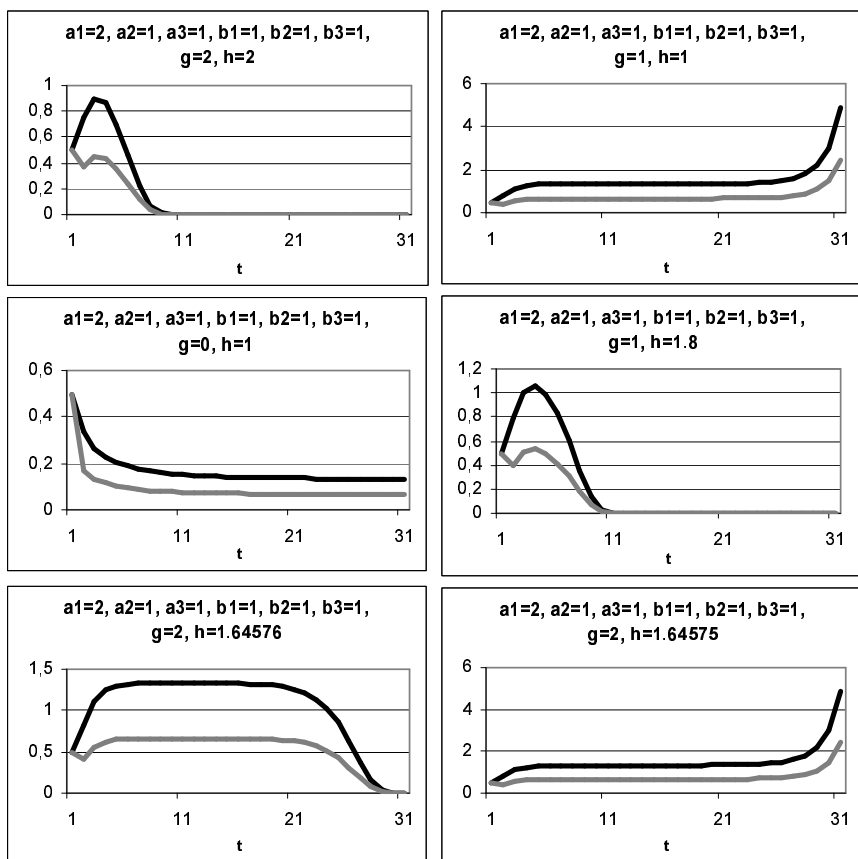 a1=2, a2=1, a3=1, b1=1, b2=1, b3=1,
g=2, h=2
1
0,8
0,6
0,4
0,2
0
1 11 21 31
t
a1=2, a2=1, a3=1, b1=1, b2=1, b3=1,
g=1, h=1
6
4
2
0
1 11 21 31
t
a1=2, a2=1, a3=1, b1=1, b2=1, b3=1,
g=0, h=1
0,6
0,4
0,2
0
1 11 21 31
t
a1=2, a2=1, a3=1, b1=1, b2=1, b3=1,
g=1, h=1.8
1,2
1
0,8
0,6
0,4
0,2
0
1 11 21 31
t
a1=2, a2=1, a3=1, b1=1, b2=1, b3=1,
g=2, h=1.64576
1,5
1
0,5
0
1 11 21 31
t
a1=2, a2=1, a3=1, b1=1, b2=1, b3=1,
g=2, h=1.64575
6
4
2
0
1 11 21 31
t